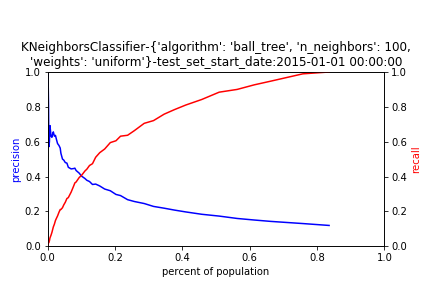 KNeighborsClassifier-{'algorithm': 'ball_tree', 'n_neighbors': 100,
'weights': 'uniform'}-test_set_start_date:2015-01-01 00:00:00
1.0
0.8
0.6
0.4
0.2
0.0
precision
1.0
0.8
0.6
0.4
0.2
0.0
recall
0.0 0.2 0.4 0.6 0.8 1.0
percent of population